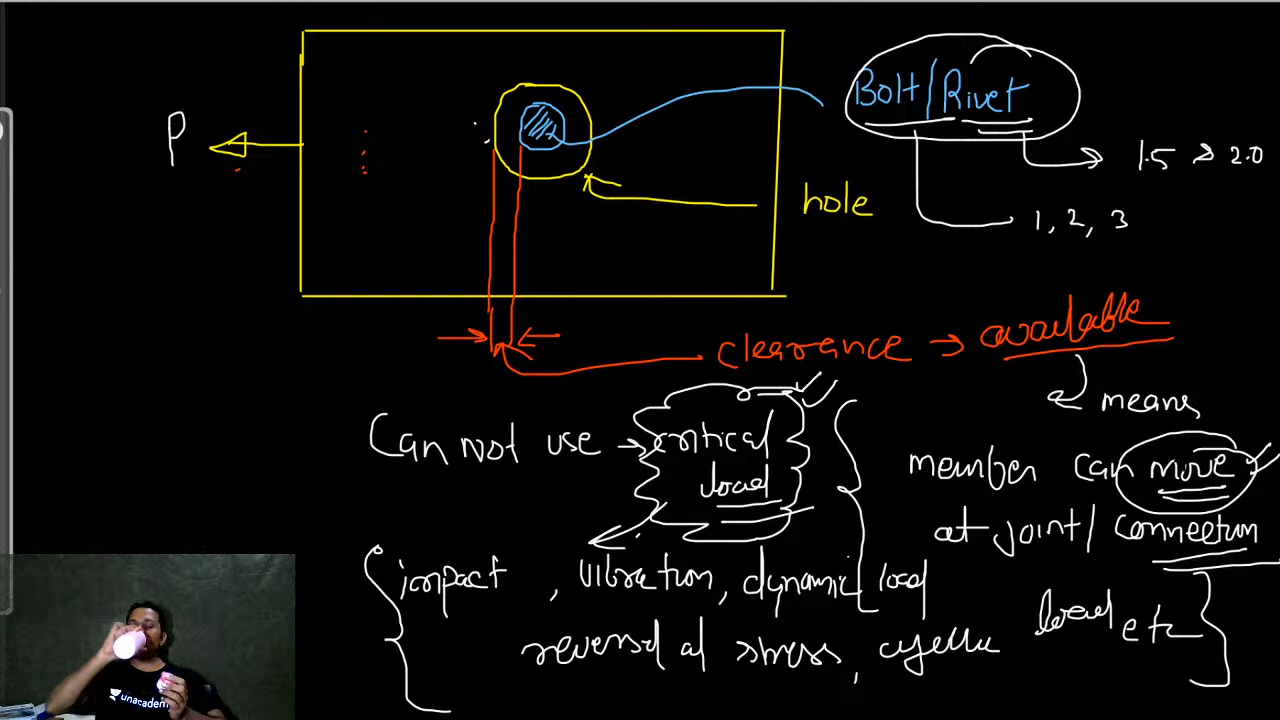 P
Bolt/Rivet
1.5 2.0
hole
1, 2, 3
clearance → available
means
Can not use → critical
load
member can move
at joint/connection
impact, vibration, dynamic load
reversal of stress, cyclic load etc
unacadem